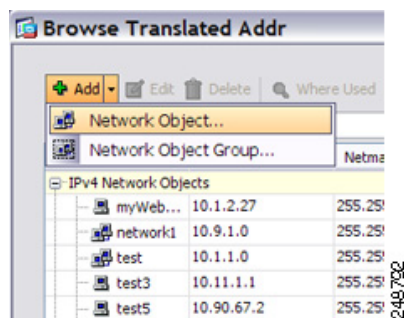 Browse Translated Addr
Add Edit Delete Where Used
Network Object...
Network Object Group...
Netma
IPv4 Network Objects
myWeb... 10.1.2.27 255.25
network1 10.9.1.0 255.25
test 10.1.1.0 255.25
test3 10.11.1.1 255.25
test5 10.90.67.2 255.25
248792